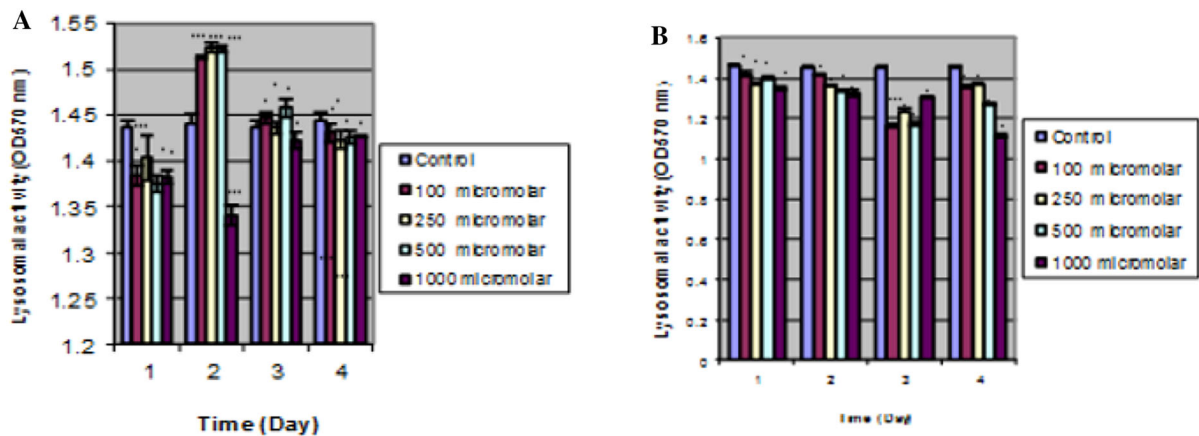 A
1.55
1.5
1.45
1.4
1.35
1.3
1.25
1.2
Lysosomal activity (OD670 nm)
1 2 3 4
Time (Day)
Control
100 micromolar
250 micromolar
500 micromolar
1000 micromolar
B
1.6
1.4
1.2
1
0.8
0.6
0.4
0.2
0
Lysosomal activity (OD670 nm)
1 2 3 4
Time (Day)
Control
100 micromolar
250 micromolar
500 micromolar
1000 micromolar